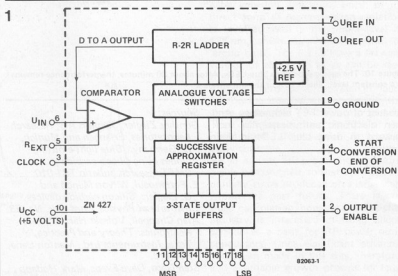 1
D TO A OUTPUT
R-2R LADDER
7 UREF IN
8 UREF OUT
+2.5 V
REF
COMPARATOR
ANALOGUE VOLTAGE
SWITCHES
9 GROUND
UIN 6
REXT 5
CLOCK 3
SUCCESSIVE
APPROXIMATION
REGISTER
START
4 CONVERSION
1 END OF
CONVERSION
UCC 10
(+5 VOLTS)
ZN 427
3-STATE OUTPUT
BUFFERS
2 OUTPUT
ENABLE
11 12 13 14 15 16 17 18
MSB LSB
82063-1